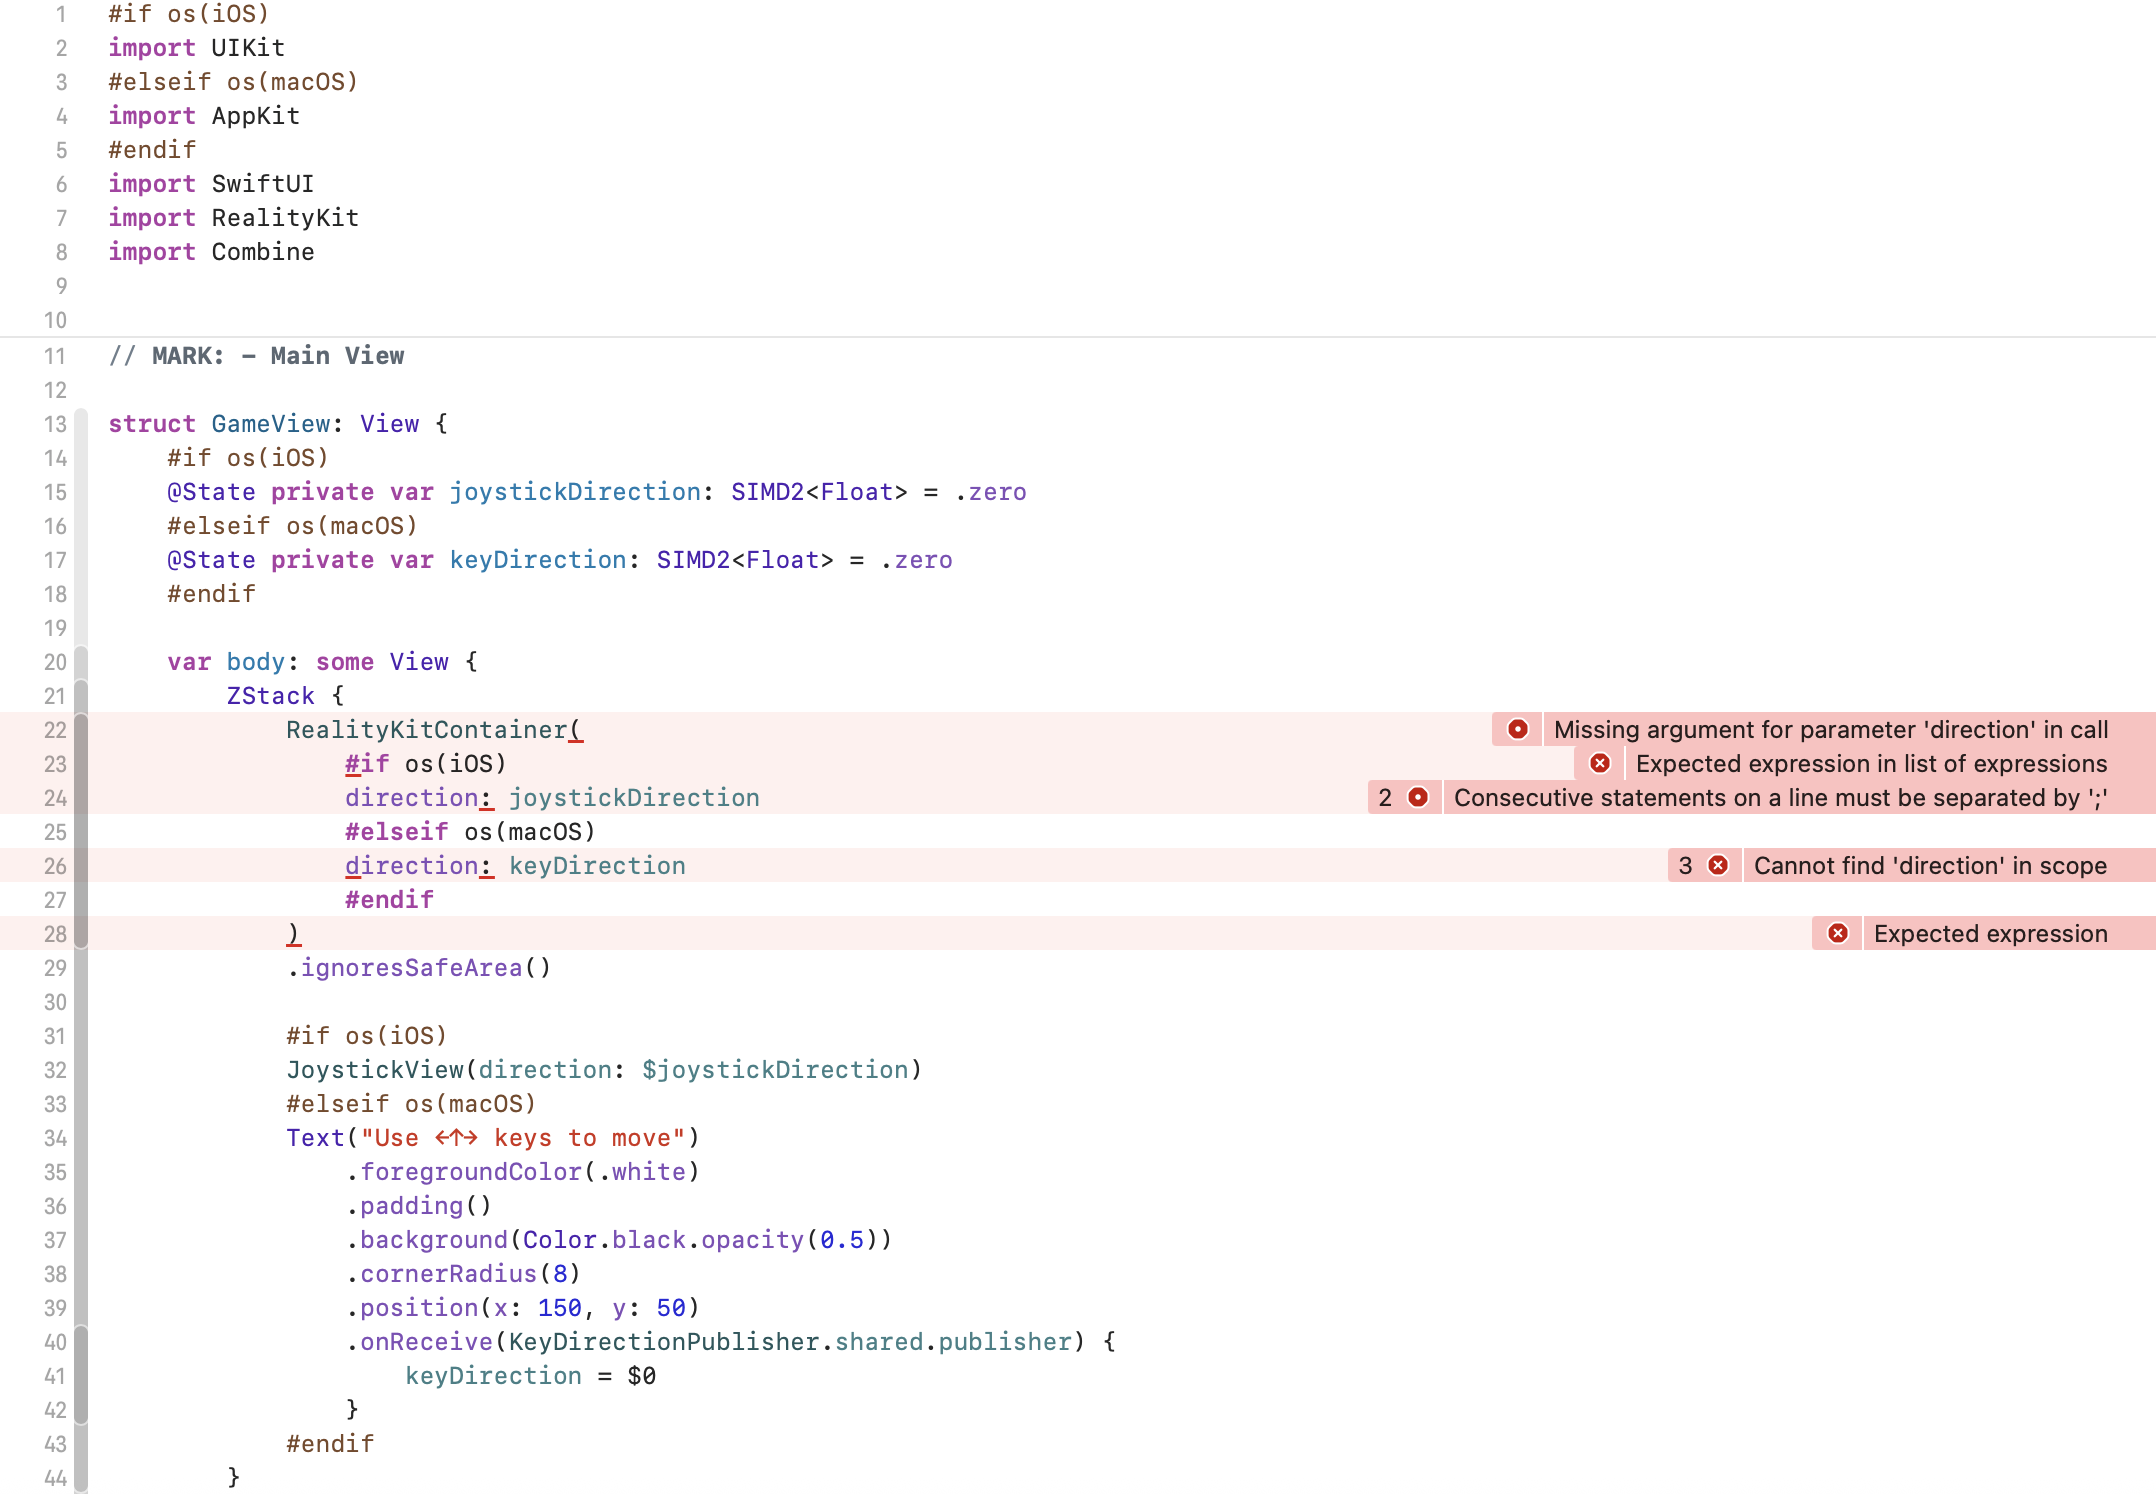 1 #if os(iOS)
2 import UIKit
3 #elseif os(macOS)
4 import AppKit
5 #endif
6 import SwiftUI
7 import RealityKit
8 import Combine
9
10
11 // MARK: - Main View
12
13 struct GameView: View {
14 #if os(iOS)
15 @State private var joystickDirection: SIMD2<Float> = .zero
16 #elseif os(macOS)
17 @State private var keyDirection: SIMD2<Float> = .zero
18 #endif
19
20 var body: some View {
21 ZStack {
22 RealityKitContainer( Missing argument for parameter 'direction' in call
23 #if os(iOS) Expected expression in list of expressions
24 direction: joystickDirection 2 Consecutive statements on a line must be separated by ';'
25 #elseif os(macOS)
26 direction: keyDirection 3 Cannot find 'direction' in scope
27 #endif
28 ) Expected expression
29 .ignoresSafeArea()
30
31 #if os(iOS)
32 JoystickView(direction: $joystickDirection)
33 #elseif os(macOS)
34 Text("Use ←↑→ keys to move")
35 .foregroundColor(.white)
36 .padding()
37 .background(Color.black.opacity(0.5))
38 .cornerRadius(8)
39 .position(x: 150, y: 50)
40 .onReceive(KeyDirectionPublisher.shared.publisher) {
41 keyDirection = $0
42 }
43 #endif
44 }